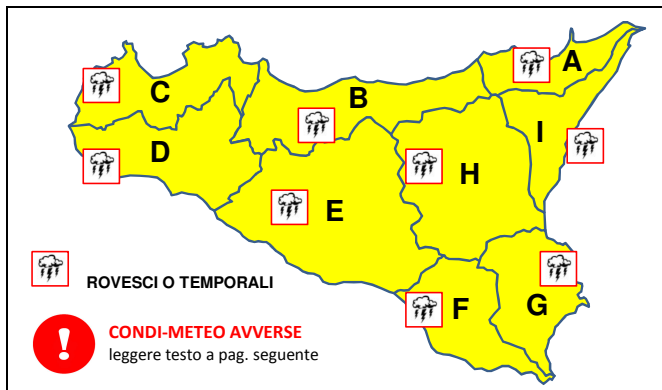 A
C
B
I
D
H
E
ROVESCI O TEMPORALI
F
G
! CONDI-METEO AVVERSE
leggere testo a pag. seguente